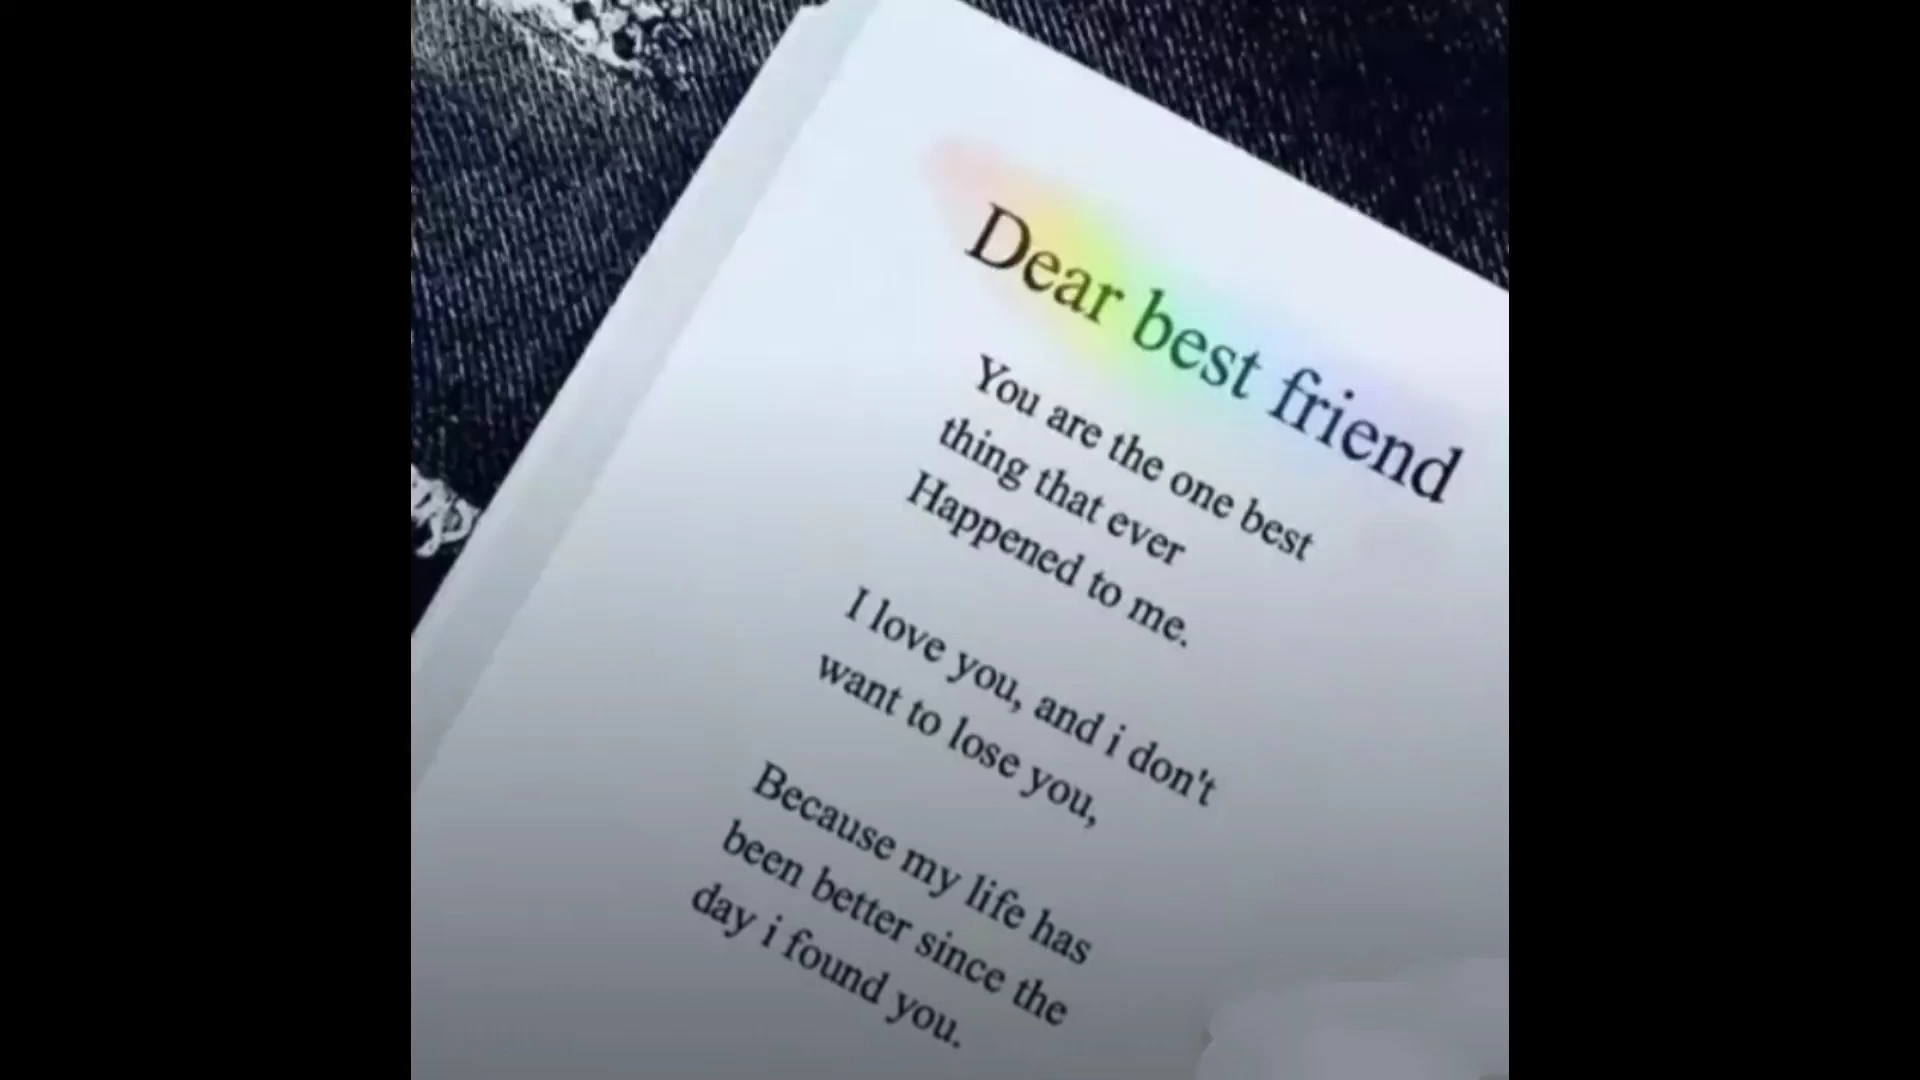 Dear best friend
You are the one best
thing that ever
Happened to me.
I love you, and i don't
want to lose you,
Because my life has
been better since the
day i found you.